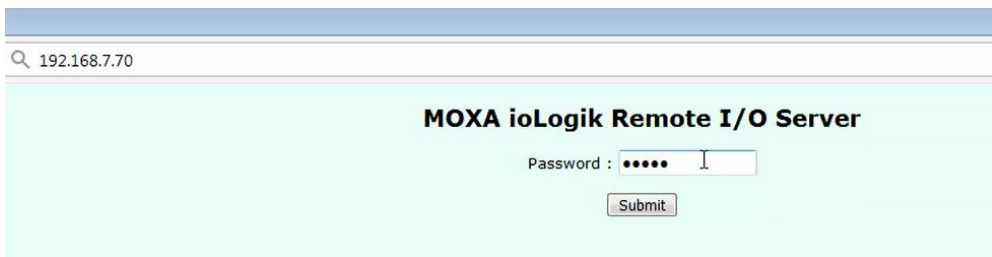 192.168.7.70
MOXA ioLogik Remote I/O Server
Password : •••••
Submit